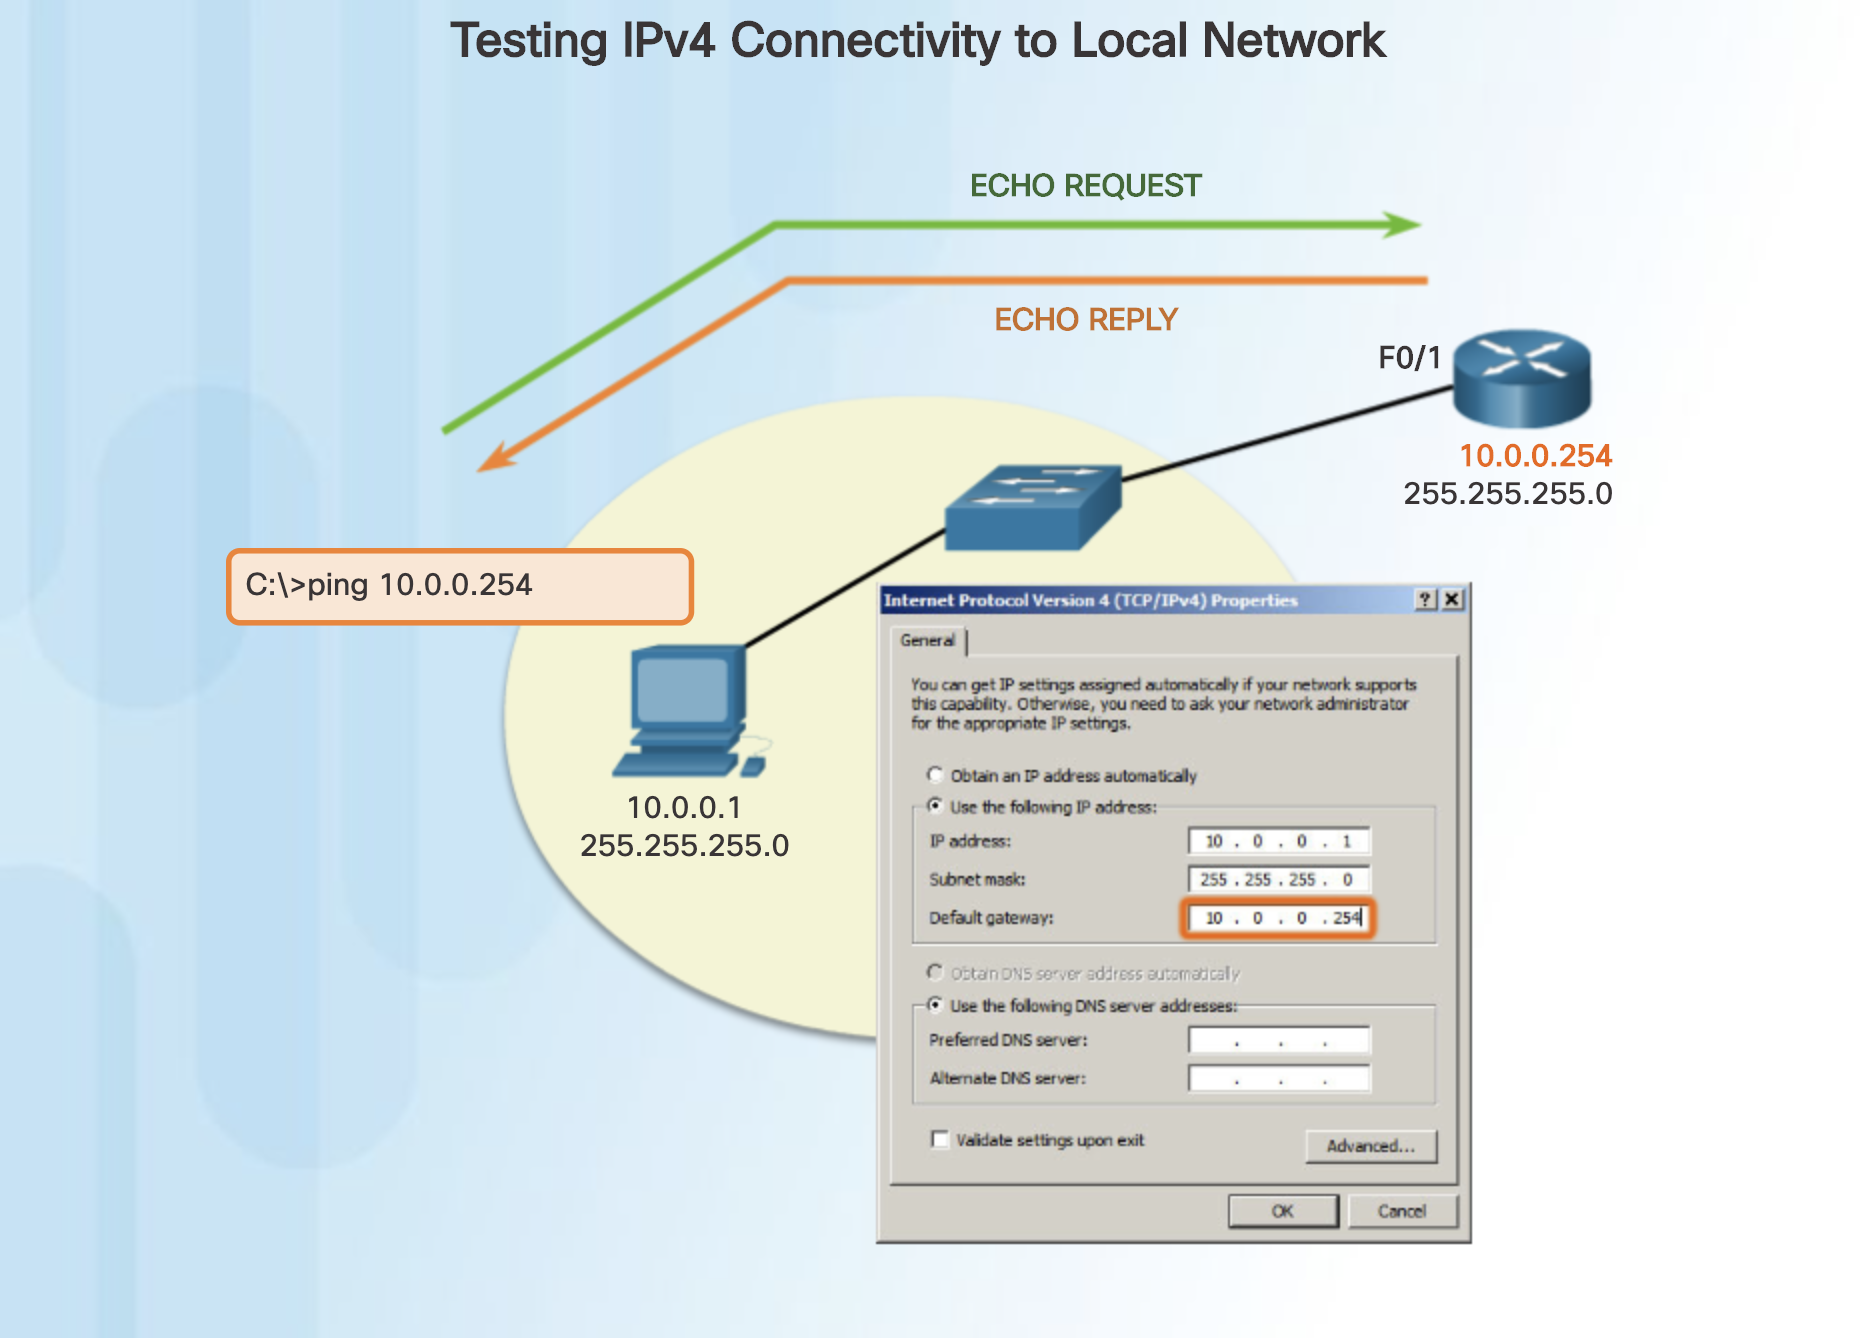 Testing IPv4 Connectivity to Local Network
ECHO REQUEST
ECHO REPLY
F0/1
10.0.0.254
255.255.255.0
C:\>ping 10.0.0.254
10.0.0.1
255.255.255.0
Internet Protocol Version 4 (TCP/IPv4) Properties
General
You can get IP settings assigned automatically if your network supports
this capability. Otherwise, you need to ask your network administrator
for the appropriate IP settings.
Obtain an IP address automatically
Use the following IP address:
IP address: 10 . 0 . 0 . 1
Subnet mask: 255 . 255 . 255 . 0
Default gateway: 10 . 0 . 0 . 254
Obtain DNS server address automatically
Use the following DNS server addresses:
Preferred DNS server: . . .
Alternate DNS server: . . .
Validate settings upon exit
Advanced...
OK Cancel